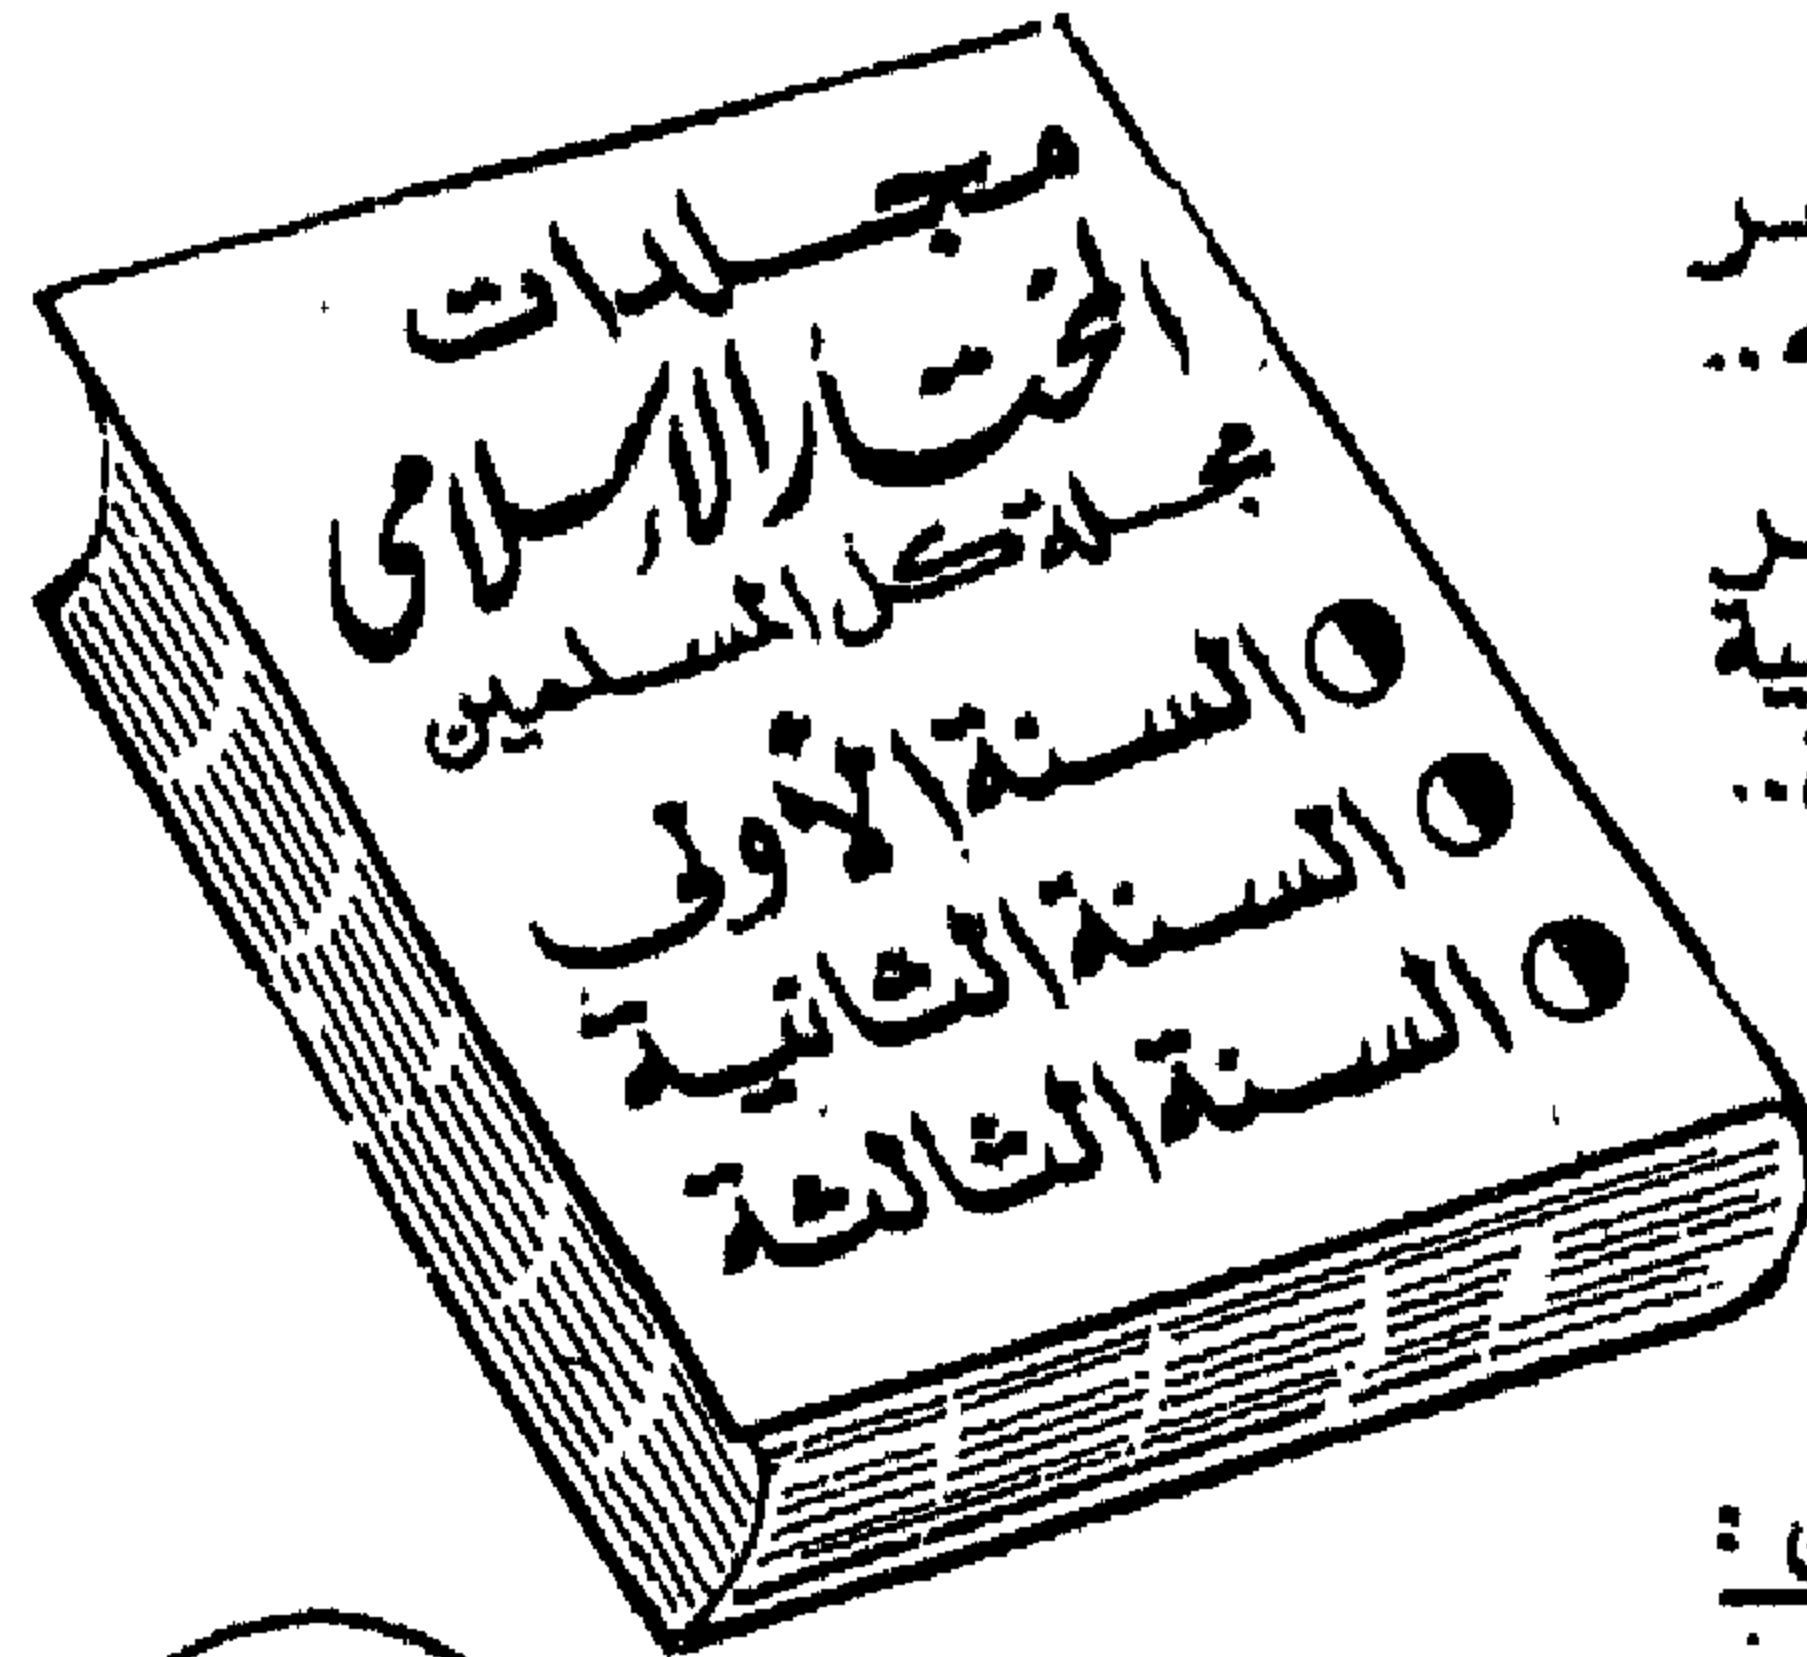 مجلدات
المختار الإسلامى
مجلة كل المسلمين
السنة الأولى
السنة الثانية
السنة الثالثة